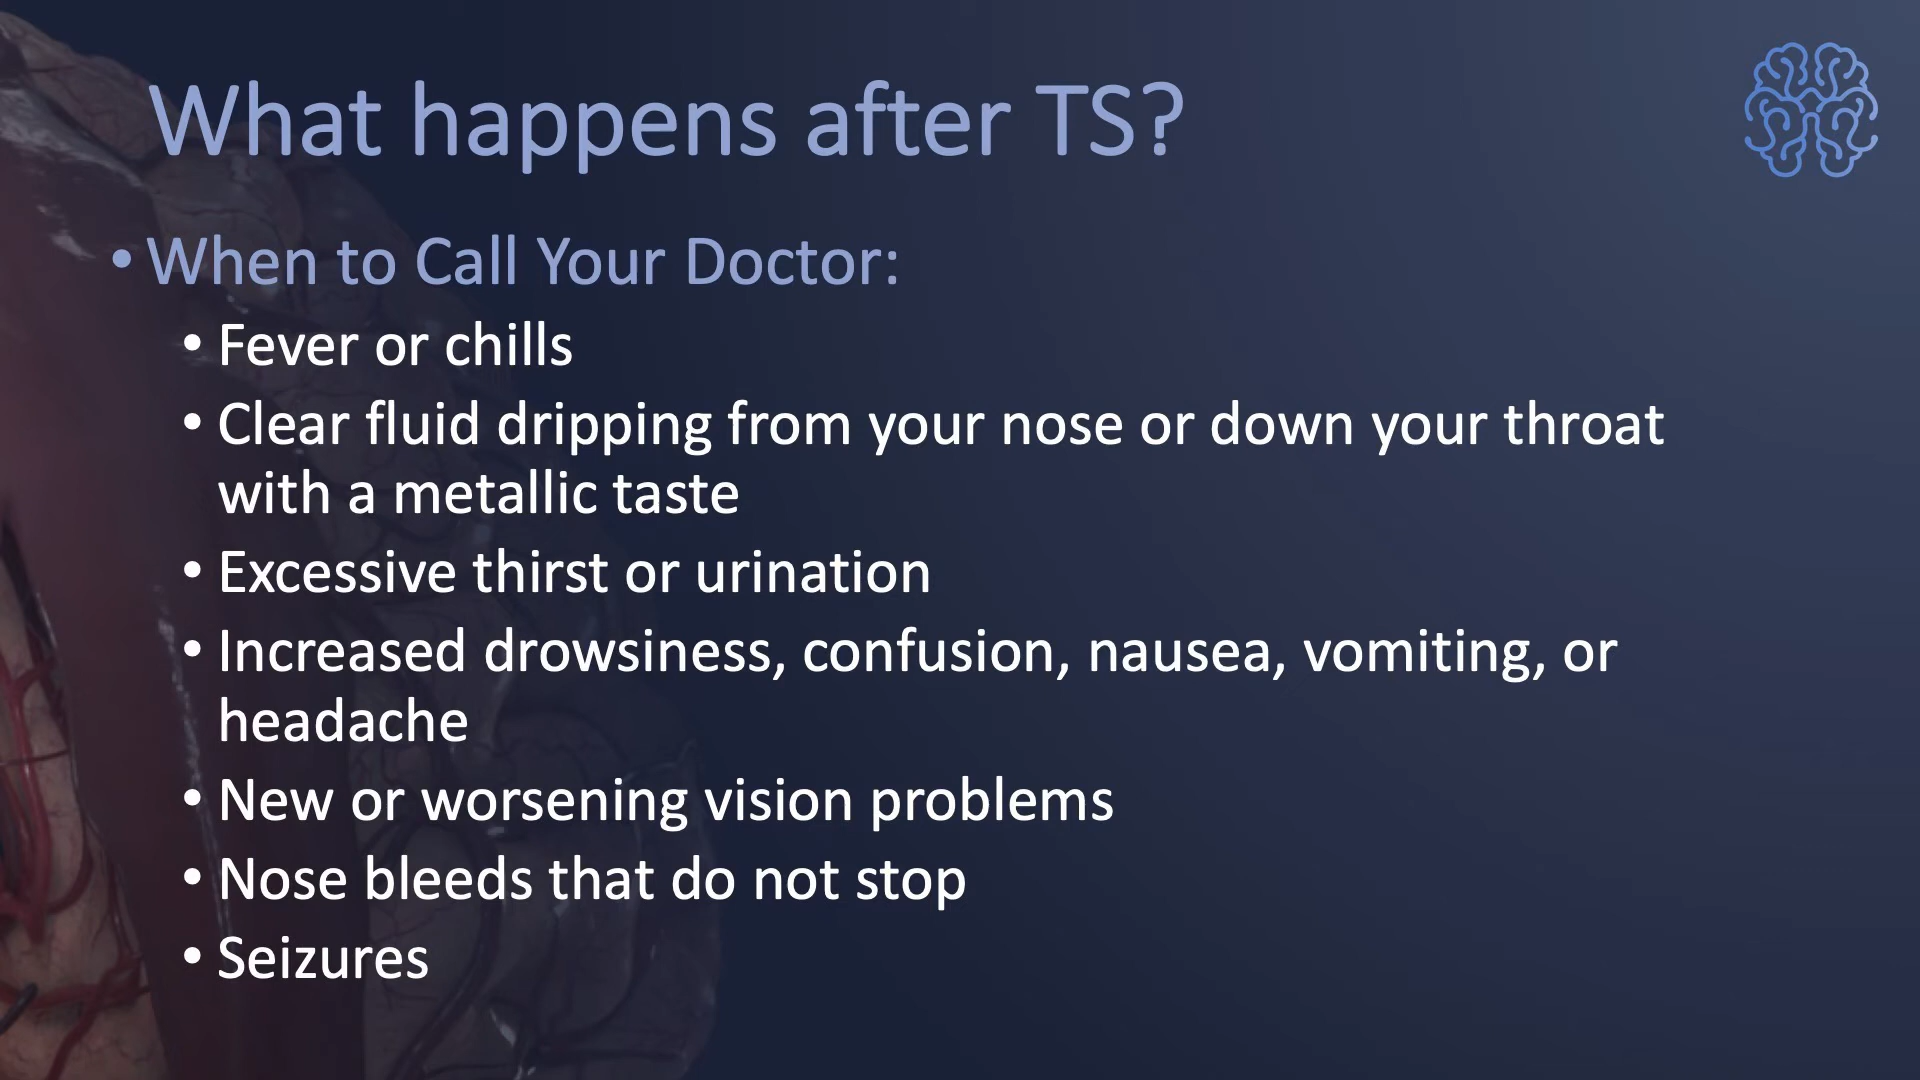 What happens after TS?
• When to Call Your Doctor:
• Fever or chills
• Clear fluid dripping from your nose or down your throat
with a metallic taste
• Excessive thirst or urination
• Increased drowsiness, confusion, nausea, vomiting, or
headache
• New or worsening vision problems
• Nose bleeds that do not stop
• Seizures